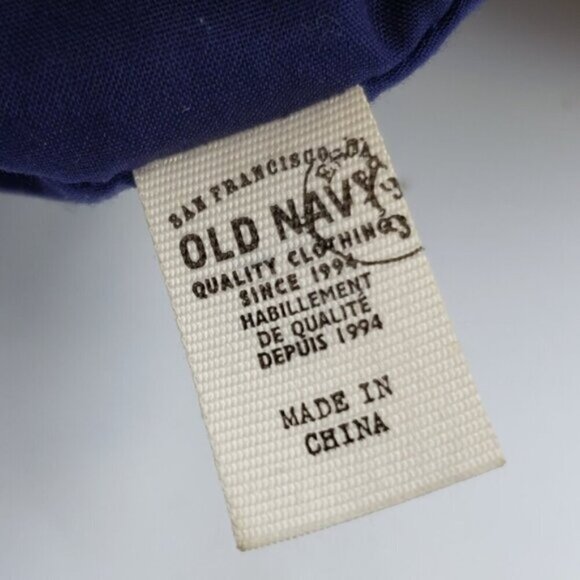 SAN FRANCISCO
OLD NAVY
QUALITY CLOTHING
SINCE 1994
HABILLEMENT
DE QUALITÉ
DEPUIS 1994
MADE IN
CHINA